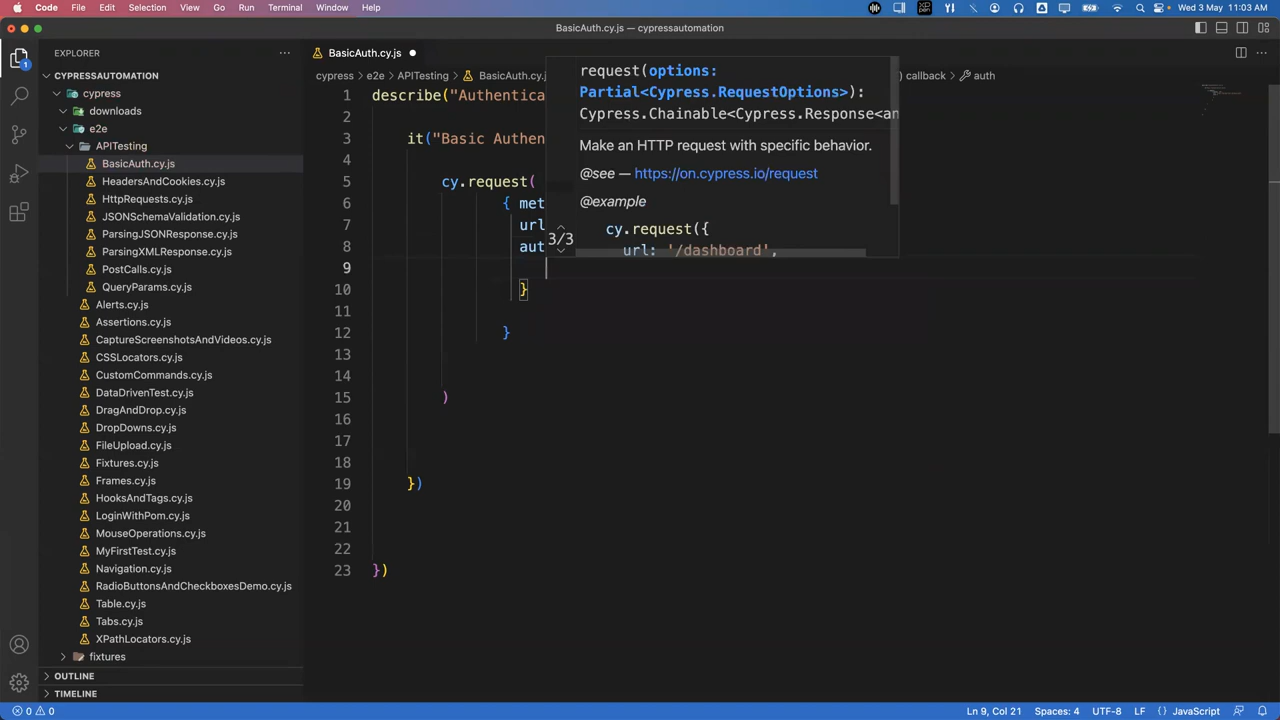 Code File Edit Selection View Go Run Terminal Window Help Wed 3 May 11:03 AM
BasicAuth.cy.js — cypressautomation
EXPLORER
BasicAuth.cy.js
CYPRESSAUTOMATION
cypress
downloads
e2e
APITesting
BasicAuth.cy.js
HeadersAndCookies.cy.js
HttpRequests.cy.js
JSONSchemaValidation.cy.js
ParsingJSONResponse.cy.js
ParsingXMLResponse.cy.js
PostCalls.cy.js
QueryParams.cy.js
Alerts.cy.js
Assertions.cy.js
CaptureScreenshotsAndVideos.cy.js
CSSLocators.cy.js
CustomCommands.cy.js
DataDrivenTest.cy.js
DragAndDrop.cy.js
DropDowns.cy.js
FileUpload.cy.js
Fixtures.cy.js
Frames.cy.js
HooksAndTags.cy.js
LoginWithPom.cy.js
MouseOperations.cy.js
MyFirstTest.cy.js
Navigation.cy.js
RadioButtonsAndCheckboxesDemo.cy.js
Table.cy.js
Tabs.cy.js
XPathLocators.cy.js
fixtures
OUTLINE
TIMELINE
cypress > e2e > APITesting > BasicAuth.cy.j callback > auth
1 describe("Authentica
2
3 it("Basic Authen
4
5 cy.request(
6 { met
7 url
8 aut
9
10 }
11
12 }
13
14
15 )
16
17
18
19 })
20
21
22
23 })
request(options:
Partial<Cypress.RequestOptions>):
Cypress.Chainable<Cypress.Response<an
Make an HTTP request with specific behavior.
@see — https://on.cypress.io/request
@example
3/3
cy.request({
url: '/dashboard',
0 0 Ln 9, Col 21 Spaces: 4 UTF-8 LF {} JavaScript